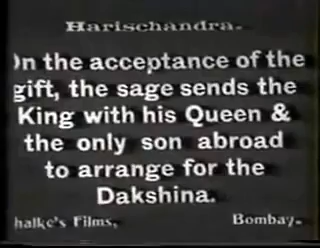 Harischandra.
On the acceptance of the
gift, the sage sends the
King with his Queen &
the only son abroad
to arrange for the
Dakshina.
halke's Films, Bombay.